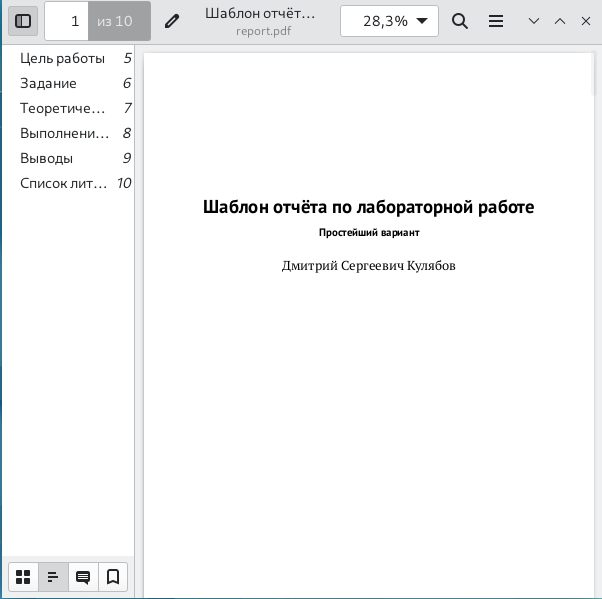 1 из 10
Шаблон отчёт...
report.pdf
28,3%
Цель работы 5
Задание 6
Теоретиче... 7
Выполнени... 8
Выводы 9
Список лит... 10
Шаблон отчёта по лабораторной работе
Простейший вариант
Дмитрий Сергеевич Кулябов